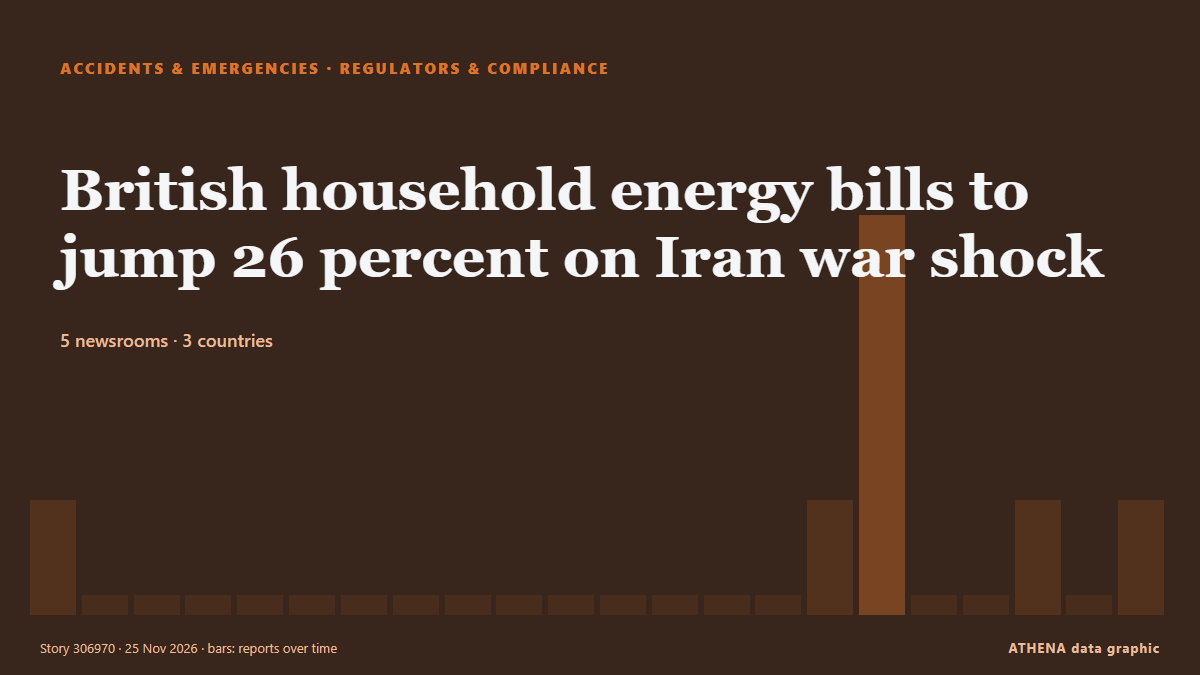 ACCIDENTS & EMERGENCIES · REGULATORS & COMPLIANCE
British household energy bills to
jump 26 percent on Iran war shock
5 newsrooms · 3 countries
Story 306970 · 25 Nov 2026 · bars: reports over time
ATHENA data graphic